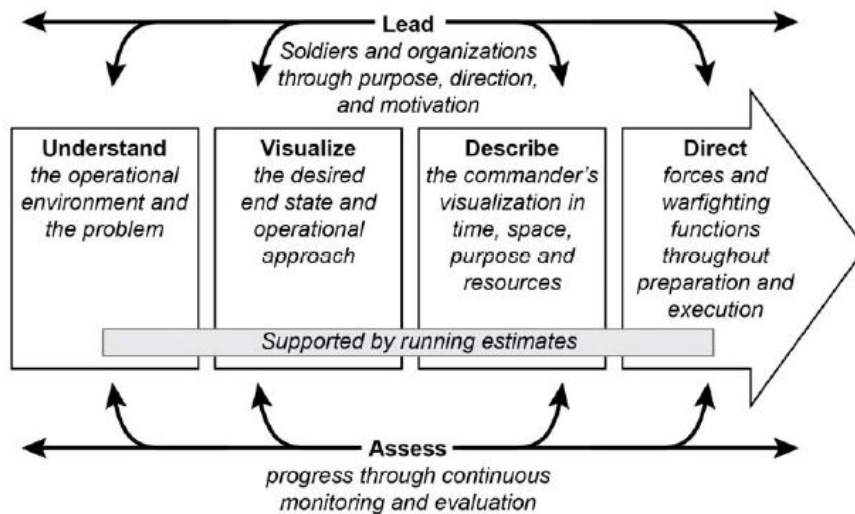 Lead
Soldiers and organizations
through purpose, direction,
and motivation
Understand
the operational
environment and
the problem
Visualize
the desired
end state and
operational
approach
Describe
the commander's
visualization in
time, space,
purpose and
resources
Direct
forces and
warfighting
functions
throughout
preparation and
execution
Supported by running estimates
Assess
progress through continuous
monitoring and evaluation